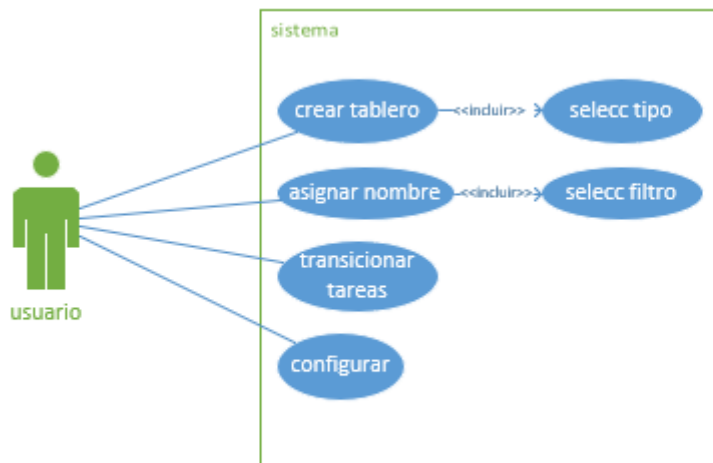 sistema
crear tablero
<<incluir>>
selecc tipo
asignar nombre
<<incluir>>
selecc filtro
transicionar
tareas
configurar
usuario